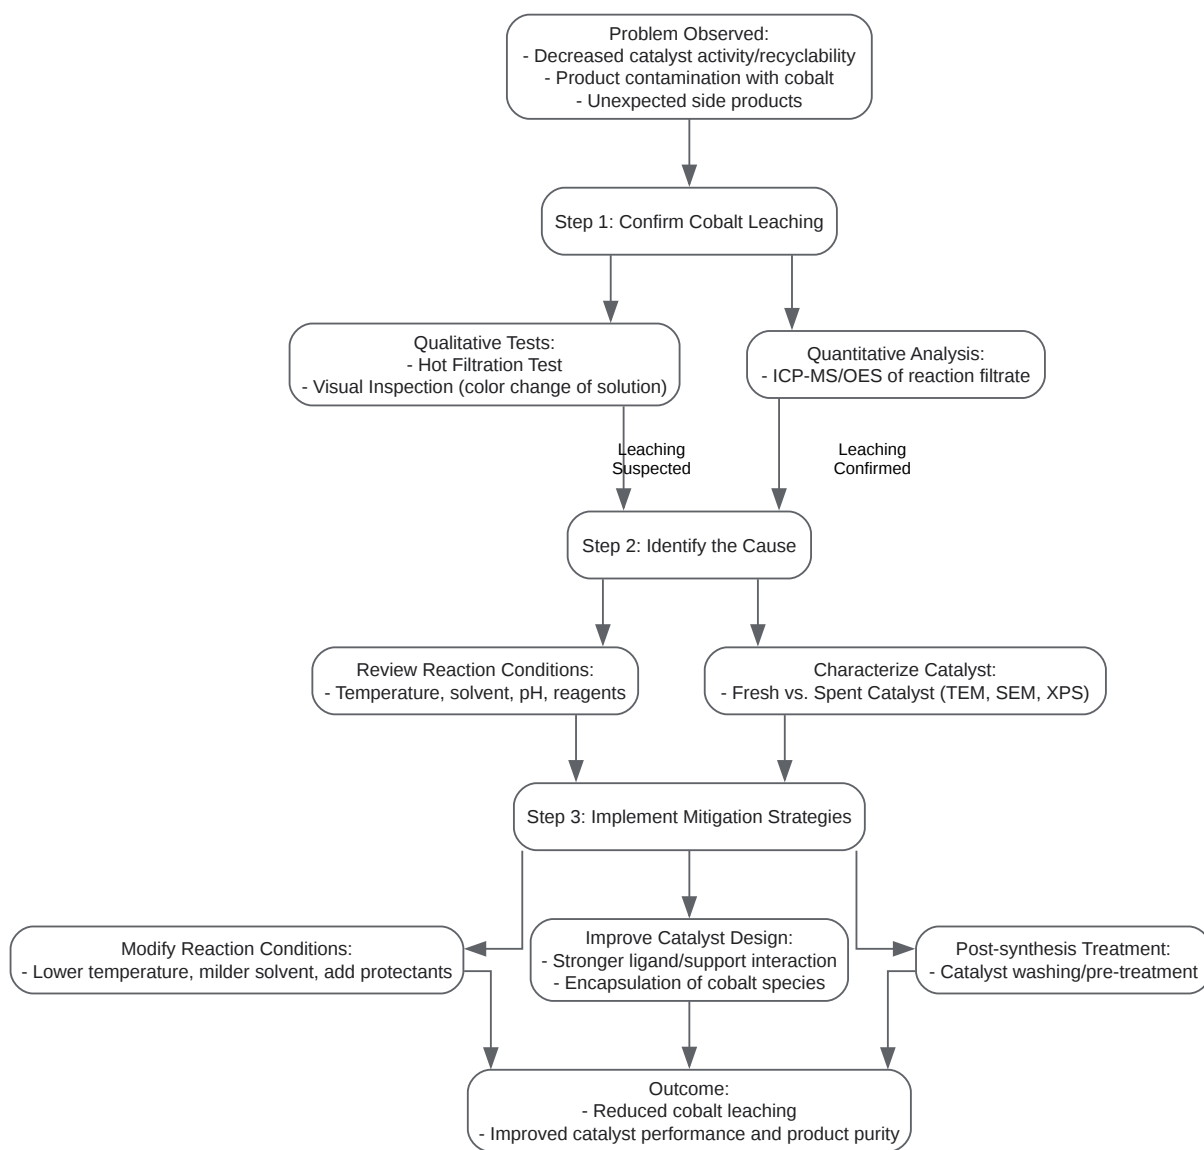 Problem Observed:
- Decreased catalyst activity/recyclability
- Product contamination with cobalt
- Unexpected side products
Step 1: Confirm Cobalt Leaching
Qualitative Tests:
- Hot Filtration Test
- Visual Inspection (color change of solution)
Quantitative Analysis:
- ICP-MS/OES of reaction filtrate
Leaching
Suspected
Leaching
Confirmed
Step 2: Identify the Cause
Review Reaction Conditions:
- Temperature, solvent, pH, reagents
Characterize Catalyst:
- Fresh vs. Spent Catalyst (TEM, SEM, XPS)
Step 3: Implement Mitigation Strategies
Modify Reaction Conditions:
- Lower temperature, milder solvent, add protectants
Improve Catalyst Design:
- Stronger ligand/support interaction
- Encapsulation of cobalt species
Post-synthesis Treatment:
- Catalyst washing/pre-treatment
Outcome:
- Reduced cobalt leaching
- Improved catalyst performance and product purity